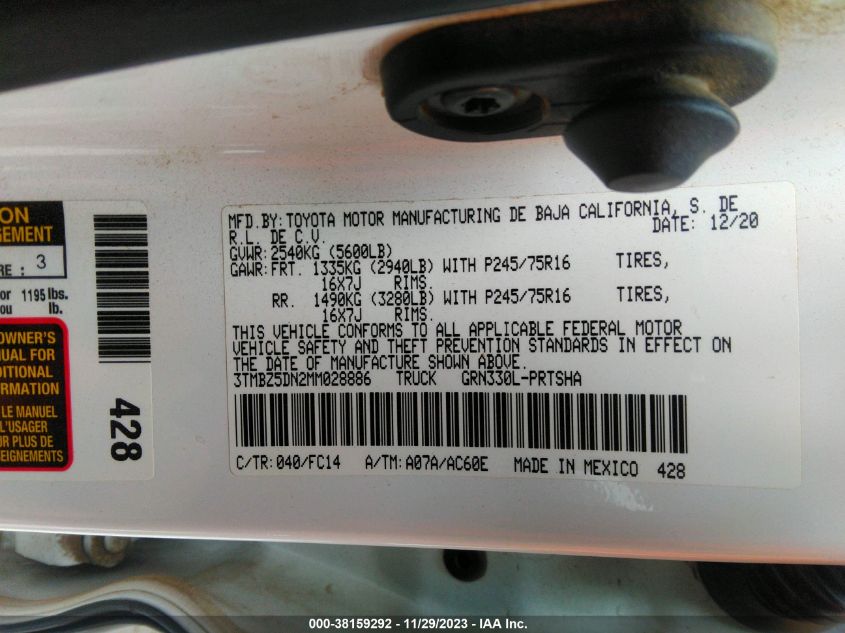 ON
GEMENT
RE : 3
or 1195 lbs.
ou lb.
OWNER'S
UAL FOR
DITIONAL
RMATION
LE MANUEL
L'USAGER
R PLUS DE
SEIGNEMENTS
428
MFD.BY:TOYOTA MOTOR MANUFACTURING DE BAJA CALIFORNIA, S. DE
R.L. DE C.V. DATE: 12/20
GVWR:2540KG (5600LB)
GAWR:FRT. 1335KG (2940LB) WITH P245/75R16 TIRES,
16X7J RIMS.
RR. 1490KG (3280LB) WITH P245/75R16 TIRES,
16X7J RIMS.
THIS VEHICLE CONFORMS TO ALL APPLICABLE FEDERAL MOTOR
VEHICLE SAFETY AND THEFT PREVENTION STANDARDS IN EFFECT ON
THE DATE OF MANUFACTURE SHOWN ABOVE.
3TMBZ5DN2MM028886 TRUCK GRN330L-PRTSHA
C/TR:040/FC14 A/TM:A07A/AC60E MADE IN MEXICO 428
000-38159292 - 11/29/2023 - IAA Inc.